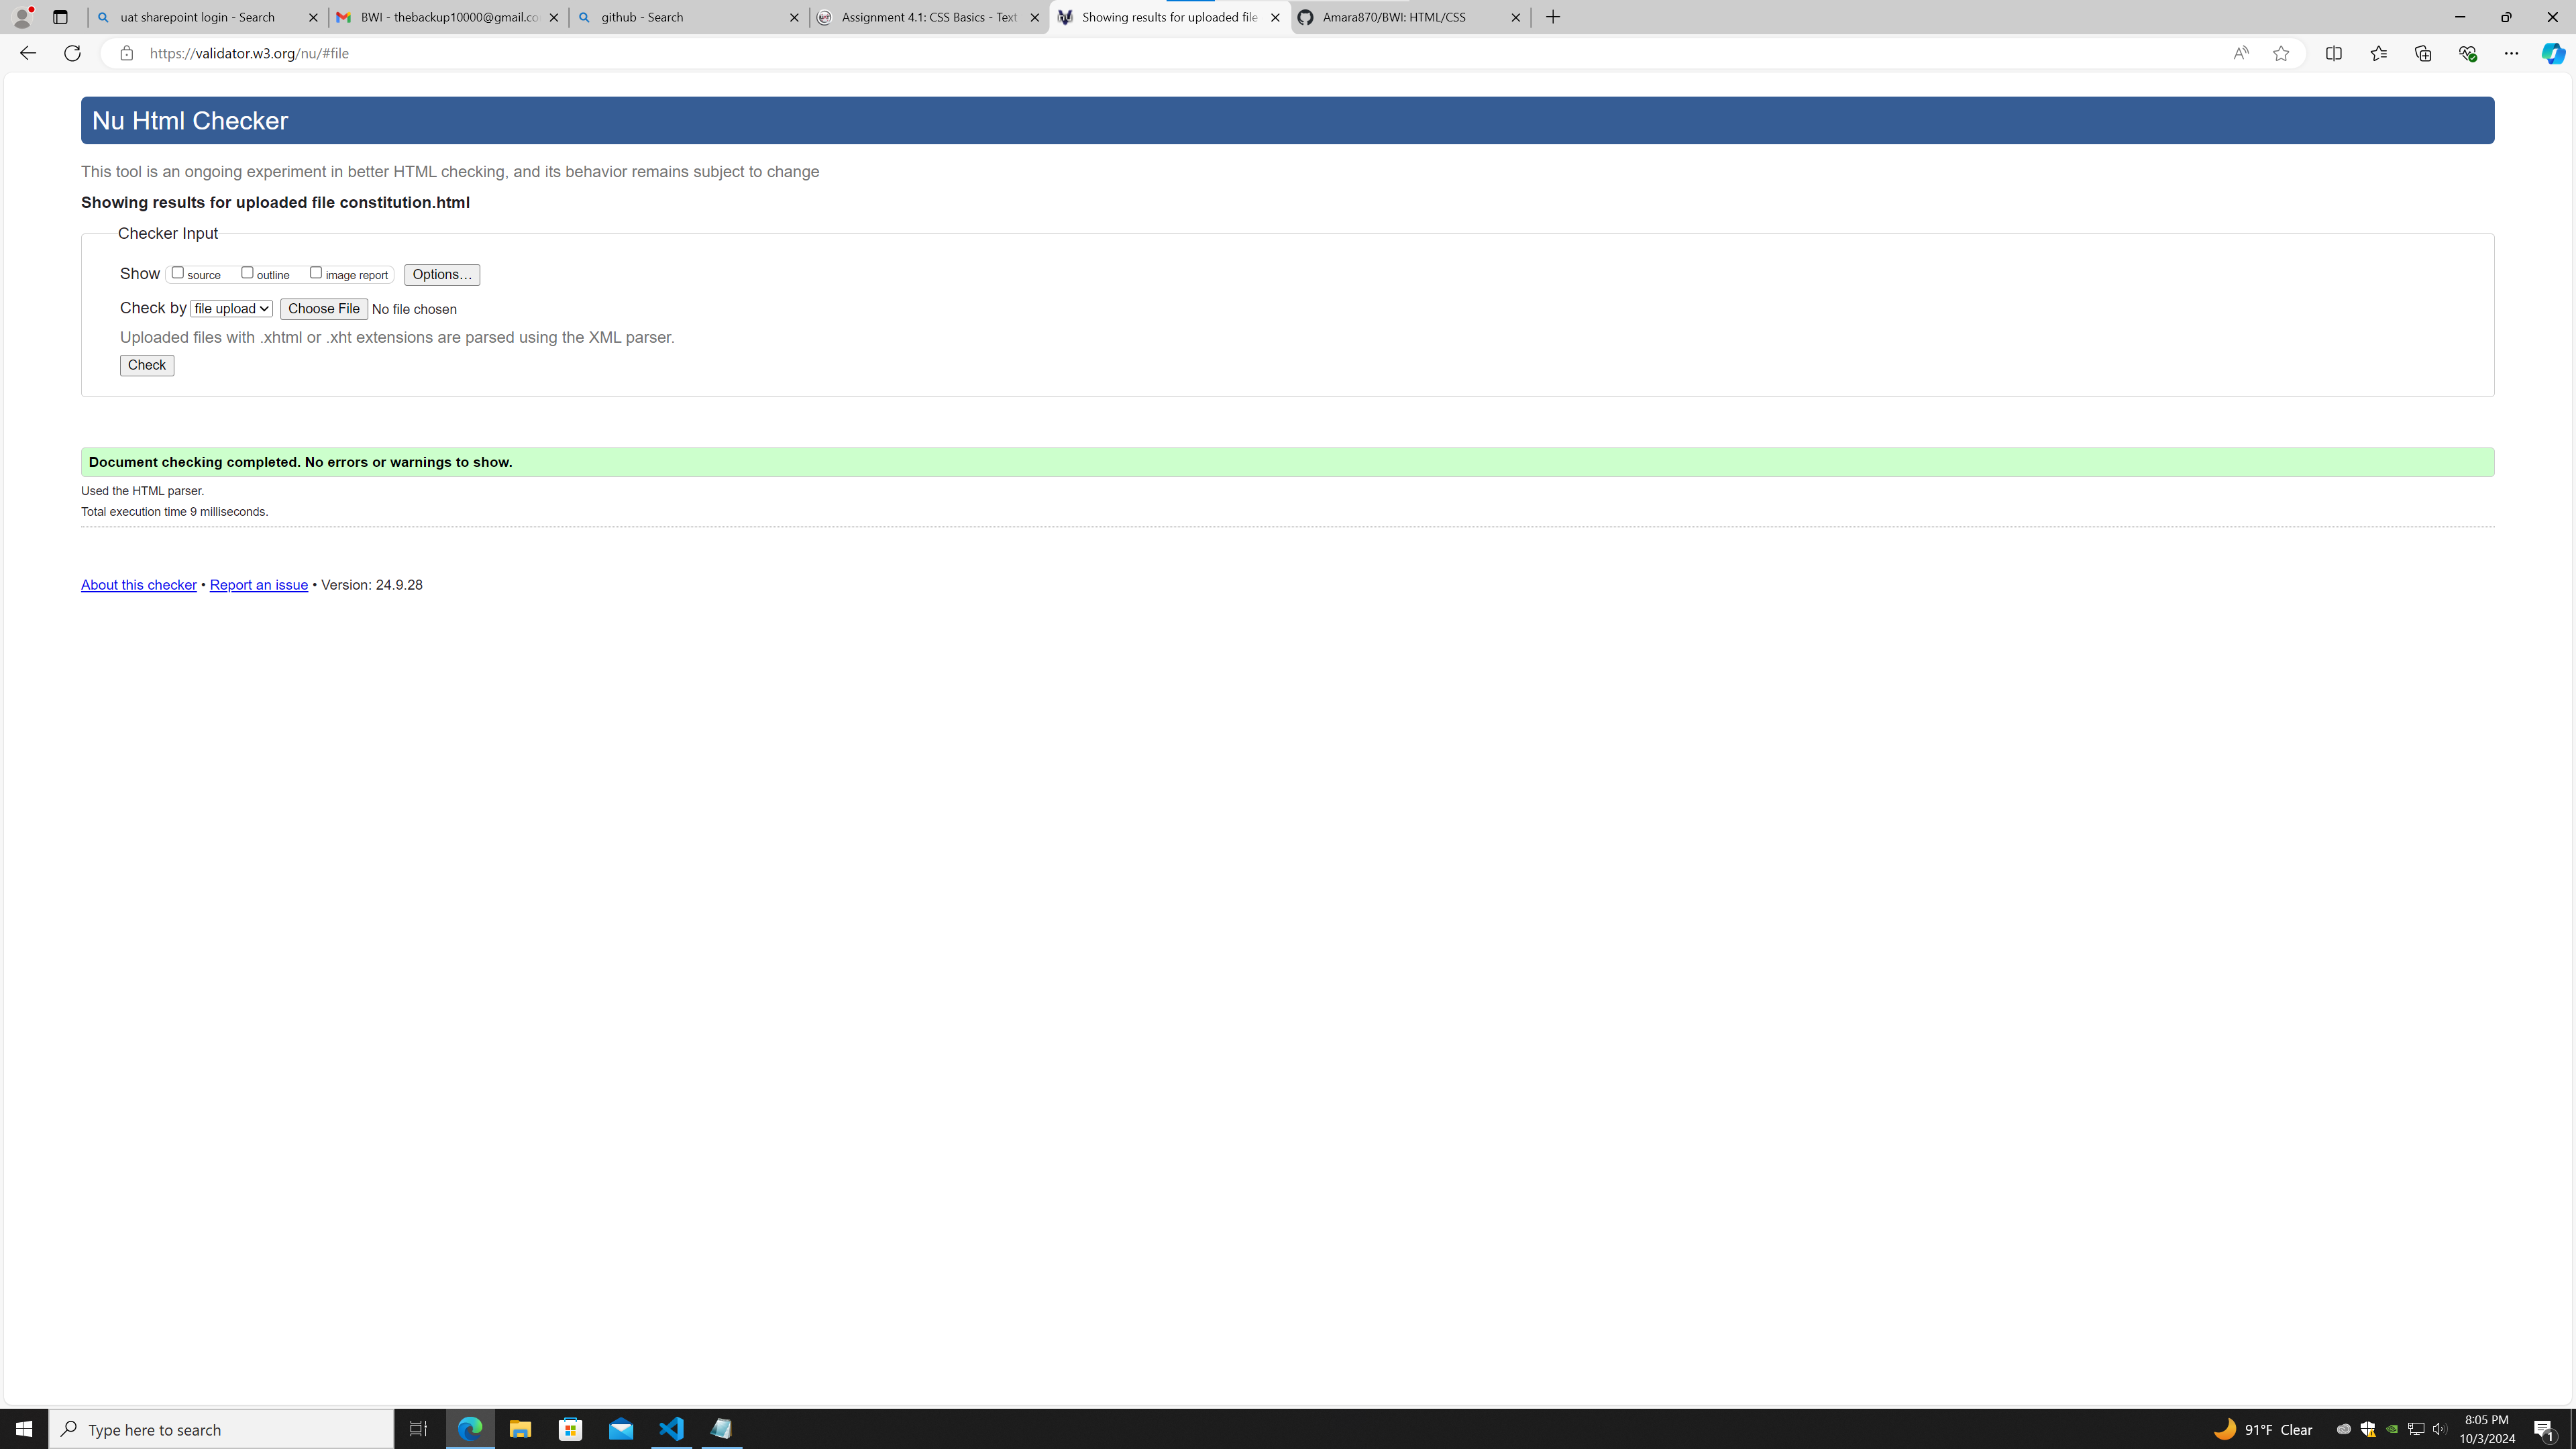 uat sharepoint login - Search
BWI - thebackup10000@gmail.co
github - Search
Assignment 4.1: CSS Basics - Text
Showing results for uploaded file
Amara870/BWI: HTML/CSS
https://validator.w3.org/nu/#file
Nu Html Checker
This tool is an ongoing experiment in better HTML checking, and its behavior remains subject to change
Showing results for uploaded file constitution.html
Checker Input
Show source outline image report Options…
Check by file upload Choose File No file chosen
Uploaded files with .xhtml or .xht extensions are parsed using the XML parser.
Check
Document checking completed. No errors or warnings to show.
Used the HTML parser.
Total execution time 9 milliseconds.
About this checker • Report an issue • Version: 24.9.28
Type here to search
91°F Clear
8:05 PM
10/3/2024
1